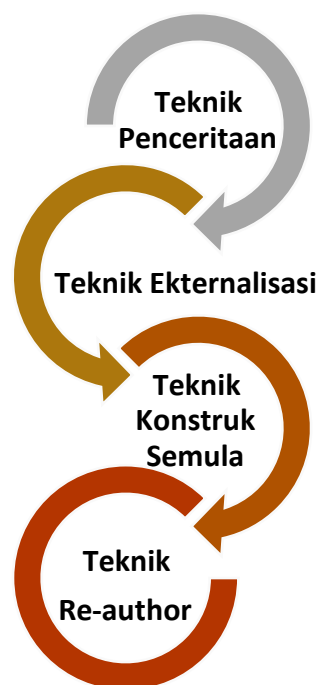 Teknik
Penceritaan
Teknik Ekternalisasi
Teknik
Konstruk
Semula
Teknik
Re-author